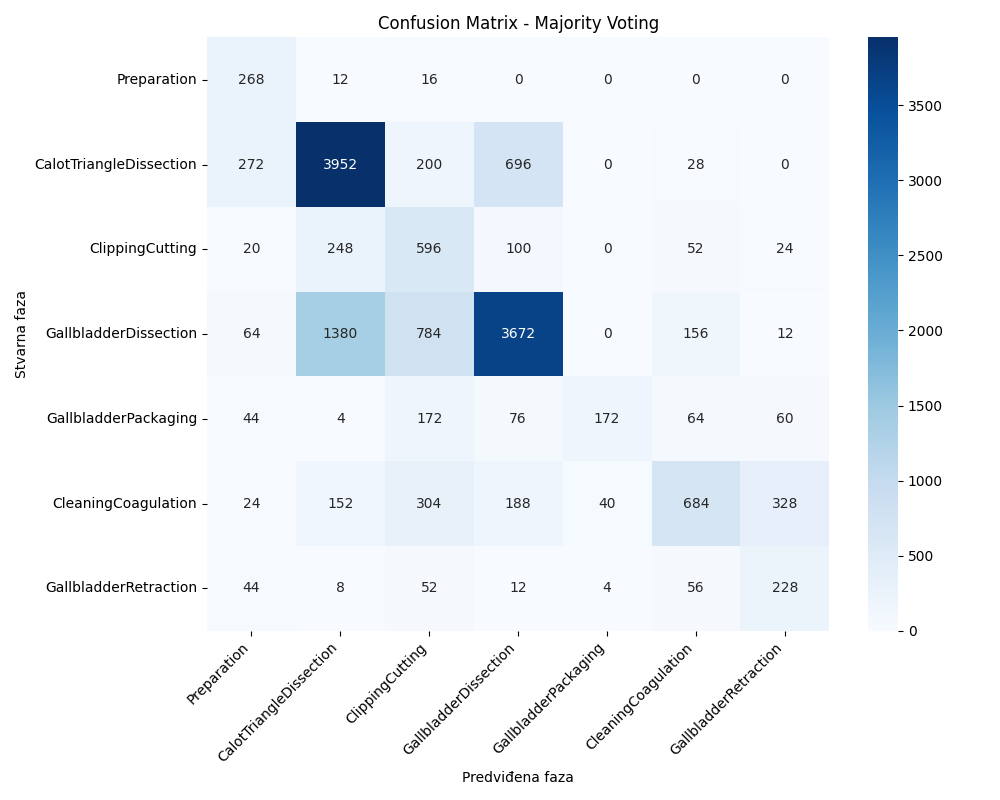 Confusion Matrix - Majority Voting
Stvarna faza
Preparation 268 12 16 0 0 0 0
CalotTriangleDissection 272 3952 200 696 0 28 0
ClippingCutting 20 248 596 100 0 52 24
GallbladderDissection 64 1380 784 3672 0 156 12
GallbladderPackaging 44 4 172 76 172 64 60
CleaningCoagulation 24 152 304 188 40 684 328
GallbladderRetraction 44 8 52 12 4 56 228
Preparation
CalotTriangleDissection
ClippingCutting
GallbladderDissection
GallbladderPackaging
CleaningCoagulation
GallbladderRetraction
Predviđena faza
3500
3000
2500
2000
1500
1000
500
0